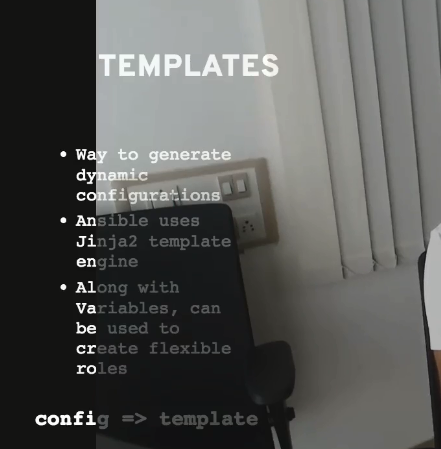 TEMPLATES
• Way to generate
dynamic
configurations
• Ansible uses
Jinja2 template
engine
• Along with
Variables, can
be used to
create flexible
roles
config => template